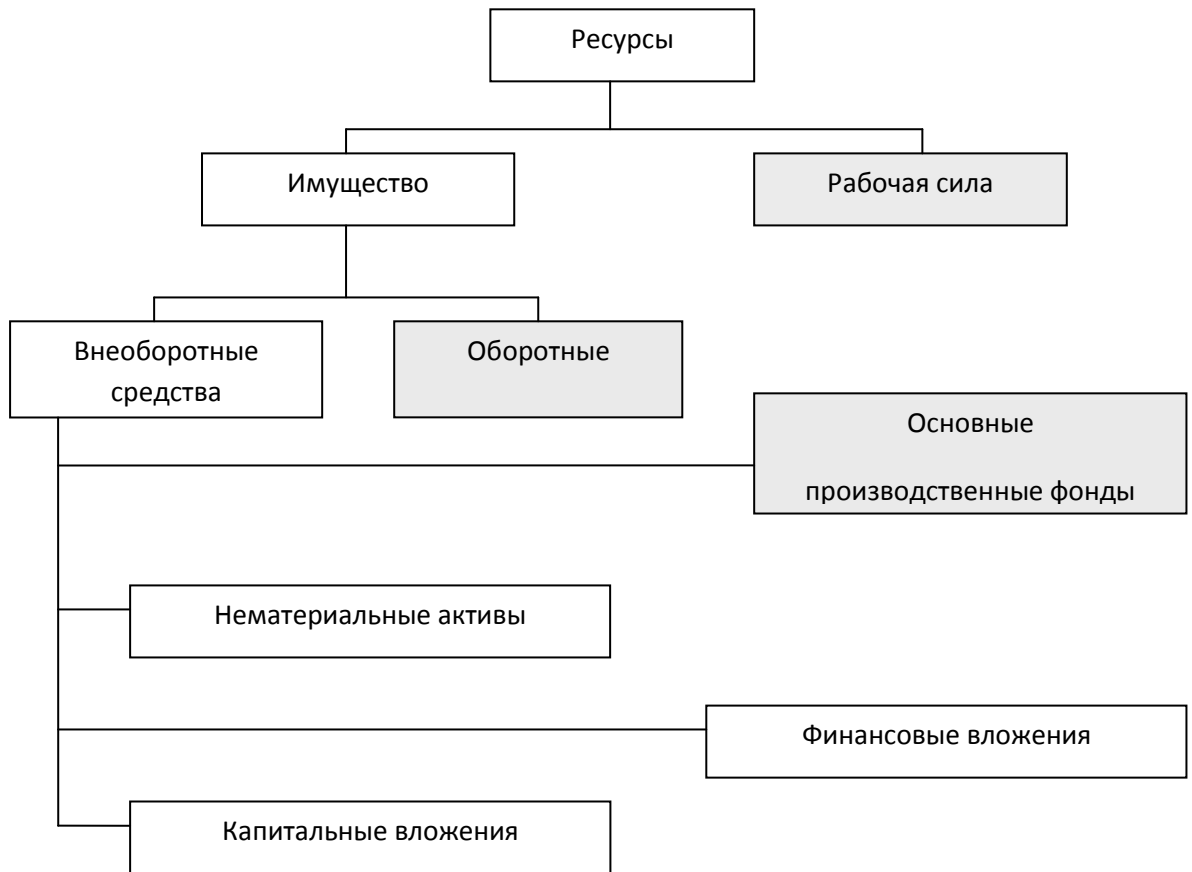 Ресурсы
Имущество
Рабочая сила
Внеоборотные
средства
Оборотные
Основные
производственные фонды
Нематериальные активы
Финансовые вложения
Капитальные вложения